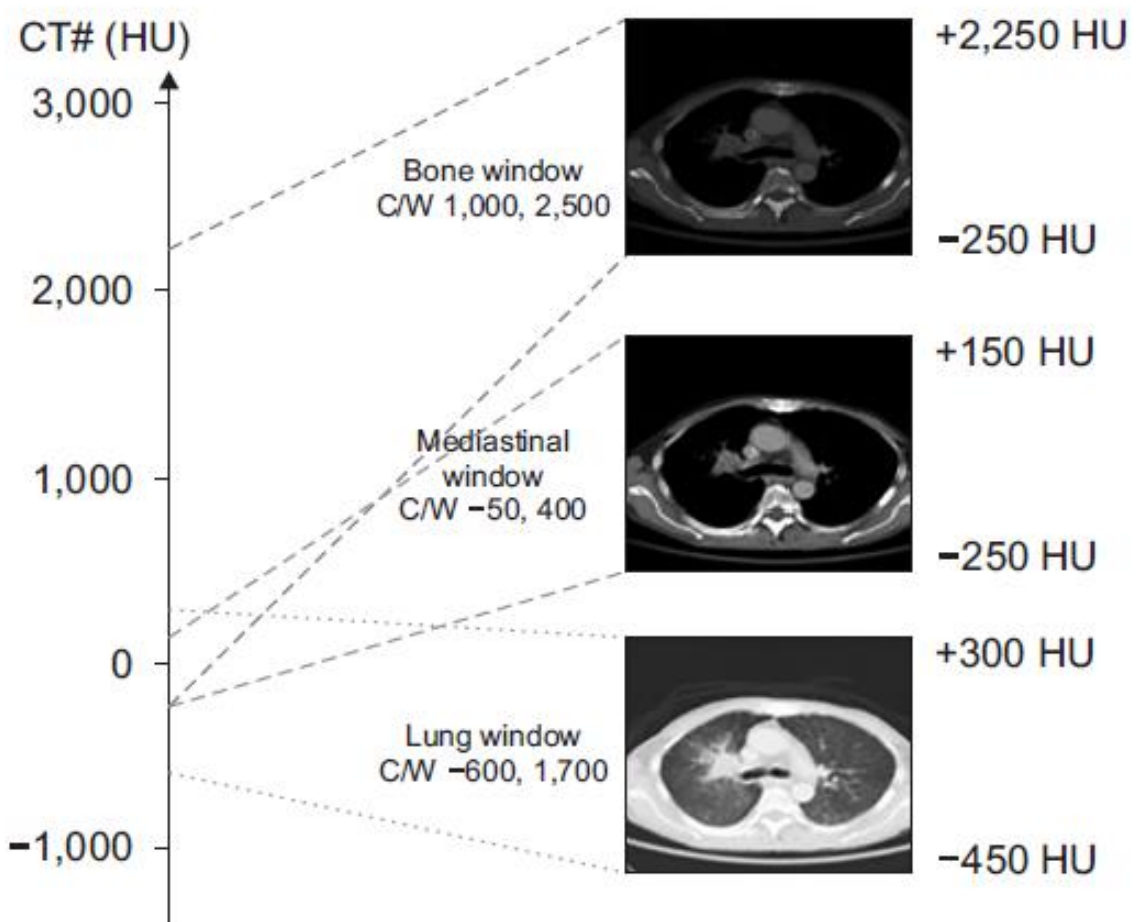 CT# (HU)
3,000
2,000
1,000
0
−1,000
Bone window
C/W 1,000, 2,500
Mediastinal
window
C/W −50, 400
Lung window
C/W −600, 1,700
+2,250 HU
−250 HU
+150 HU
−250 HU
+300 HU
−450 HU